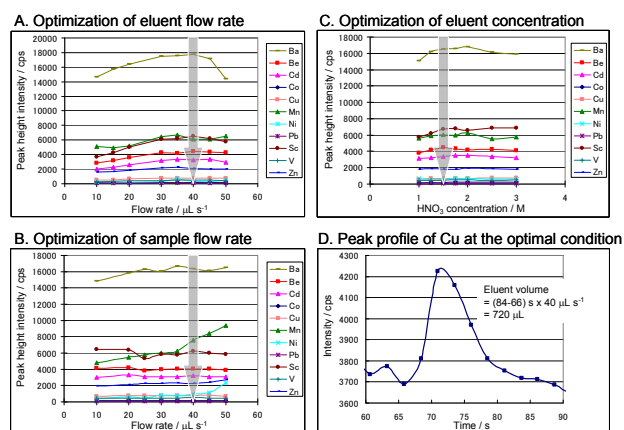 A. Optimization of eluent flow rate
20000
18000
16000
14000
12000
10000
8000
6000
4000
2000
0
Peak height intensity / cps
0 10 20 30 40 50 60
Flow rate / μL s⁻¹
Ba
Be
Cd
Co
Cu
Mn
Ni
Pb
Sc
V
Zn
C. Optimization of eluent concentration
18000
16000
14000
12000
10000
8000
6000
4000
2000
0
Peak height intensity / cps
0 1 2 3 4
HNO₃ concentration / M
Ba
Be
Cd
Co
Cu
Mn
Ni
Pb
Sc
V
Zn
B. Optimization of sample flow rate
18000
16000
14000
12000
10000
8000
6000
4000
2000
0
Peak height intensity / cps
0 10 20 30 40 50 60
Flow rate / μL s⁻¹
Ba
Be
Cd
Co
Cu
Mn
Ni
Pb
Sc
V
Zn
D. Peak profile of Cu at the optimal condition
4300
4200
4100
4000
3900
3800
3700
3600
Intensity / cps
Eluent volume
= (84-66) s x 40 μL s⁻¹
= 720 μL
60 65 70 75 80 85 90
Time / s